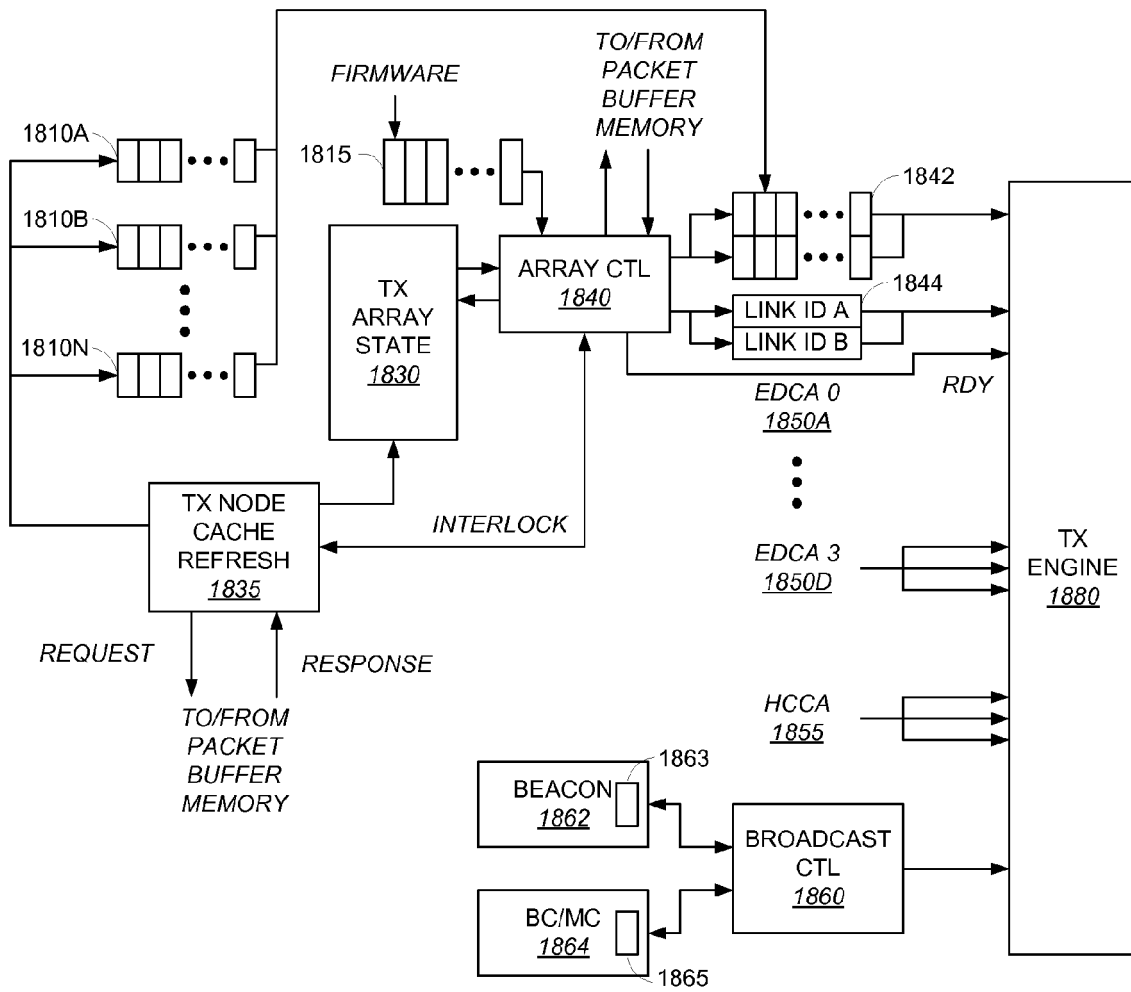 TO/FROM
PACKET
BUFFER
MEMORY
FIRMWARE
1810A
1815
1810B
1842
TX
ARRAY
STATE
1830
ARRAY CTL
1840
1844
LINK ID A
LINK ID B
1810N
RDY
EDCA 0
1850A
TX NODE
CACHE
REFRESH
1835
INTERLOCK
EDCA 3
1850D
TX
ENGINE
1880
REQUEST
RESPONSE
TO/FROM
PACKET
BUFFER
MEMORY
HCCA
1855
1863
BEACON
1862
BROADCAST
CTL
1860
BC/MC
1864
1865